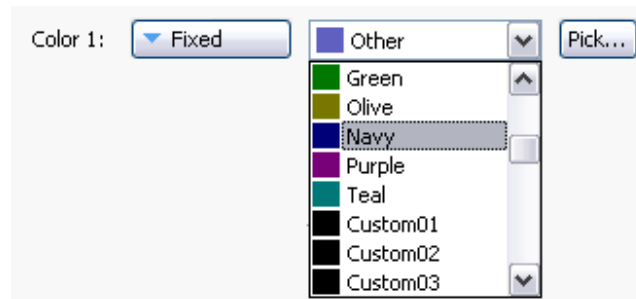 Color 1: Fixed Other Pick...
Green
Olive
Navy
Purple
Teal
Custom01
Custom02
Custom03